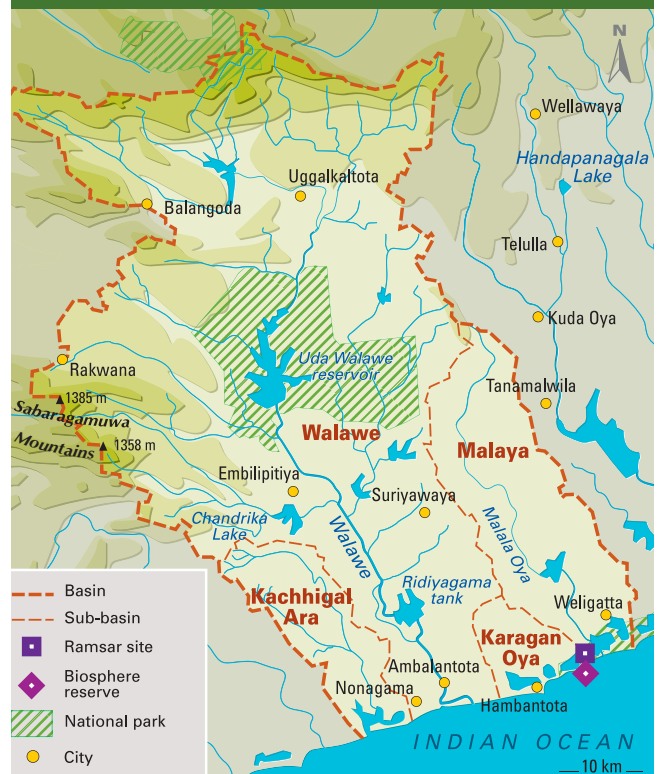 N
Wellawaya
Handapanagala
Lake
Uggalkaltota
Balangoda
Telulla
Kuda Oya
Uda Walawe
reservoir
Rakwana
Tanamalwila
1385 m
Sabaragamuwa
Walawe
Malaya
Mountains
1358 m
Embilipitiya
Suriyawaya
Chandrika
Lake
Walawe
Malala Oya
Ridiyagama
tank
Kachhigal
Ara
Weligatta
Karagan
Oya
Ambalantota
Nonagama
Hambantota
INDIAN OCEAN
10 km
Basin
Sub-basin
Ramsar site
Biosphere
reserve
National park
City